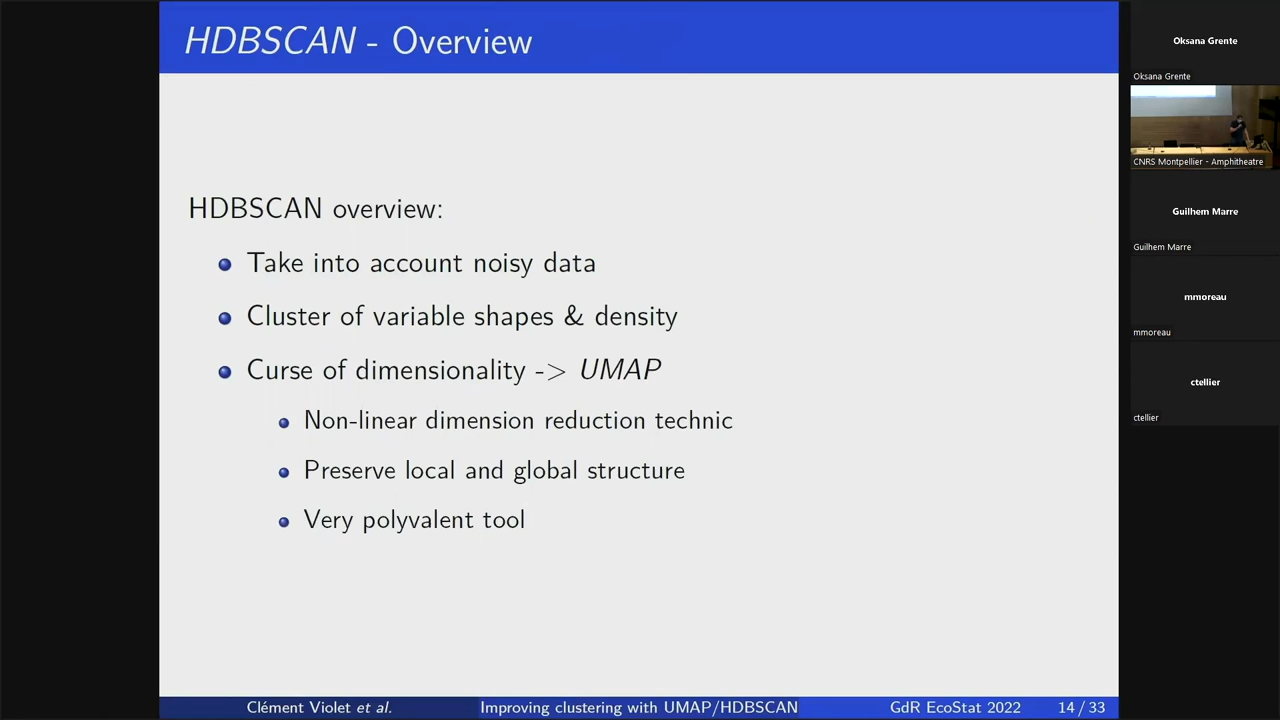 HDBSCAN - Overview
HDBSCAN overview:
Take into account noisy data
Cluster of variable shapes & density
Curse of dimensionality -> UMAP
Non-linear dimension reduction technic
Preserve local and global structure
Very polyvalent tool
Clément Violet et al.
Improving clustering with UMAP/HDBSCAN
GdR EcoStat 2022
14 / 33
Oksana Grente
Oksana Grente
CNRS Montpellier - Amphitheatre
Guilhem Marre
Guilhem Marre
mmoreau
mmoreau
ctellier
ctellier